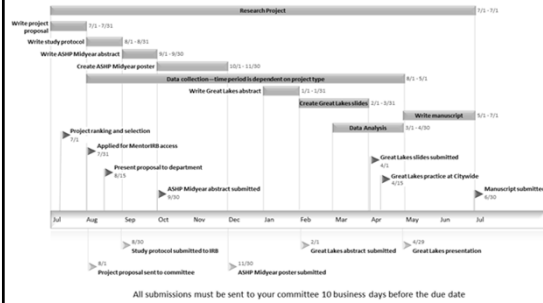 Research Project 7/1 - 7/1
Write project proposal 7/1 - 7/31
Write study protocol 8/1 - 8/31
Write ASHP Midyear abstract 9/1 - 9/30
Create ASHP Midyear poster 10/1 - 11/30
Data collection—time period is dependent on project type 8/1 - 5/1
Write Great Lakes abstract 1/1 - 1/31
Create Great Lakes slides 2/1 - 3/31
Write manuscript 5/1 - 7/1
Data Analysis 3/1 - 4/30
Project ranking and selection
7/1
Applied for MentorIRB access
7/31
Great Lakes slides submitted
4/1
Present proposal to department
8/15
Great Lakes practice at Citywide
4/15
ASHP Midyear abstract submitted
9/30
Manuscript submitted
6/30
Jul Aug Sep Oct Nov Dec Jan Feb Mar Apr May Jun Jul
8/30
Study protocol submitted to IRB
2/1
Great Lakes abstract submitted
4/29
Great Lakes presentation
8/1
Project proposal sent to committee
11/30
ASHP Midyear poster submitted
All submissions must be sent to your committee 10 business days before the due date